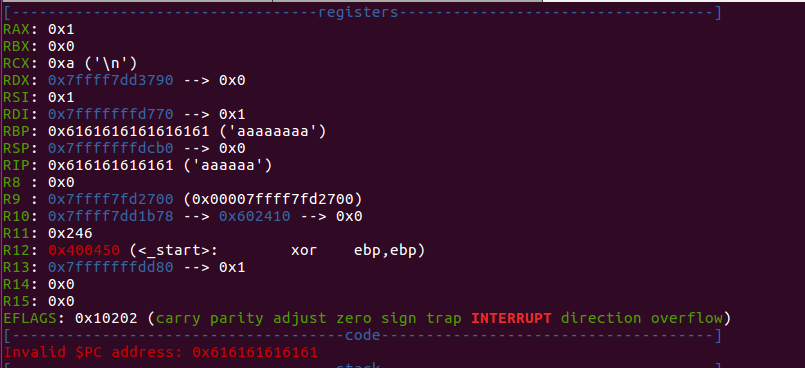 [----------------------------------registers-----------------------------------]
RAX: 0x1
RBX: 0x0
RCX: 0xa ('\n')
RDX: 0x7ffff7dd3790 --> 0x0
RSI: 0x1
RDI: 0x7fffffffd770 --> 0x1
RBP: 0x6161616161616161 ('aaaaaaaa')
RSP: 0x7fffffffdcb0 --> 0x0
RIP: 0x616161616161 ('aaaaaa')
R8 : 0x0
R9 : 0x7ffff7fd2700 (0x00007ffff7fd2700)
R10: 0x7ffff7dd1b78 --> 0x602410 --> 0x0
R11: 0x246
R12: 0x400450 (<_start>:        xor    ebp,ebp)
R13: 0x7fffffffdd80 --> 0x1
R14: 0x0
R15: 0x0
EFLAGS: 0x10202 (carry parity adjust zero sign trap INTERRUPT direction overflow)
[-------------------------------------code-------------------------------------]
Invalid $PC address: 0x616161616161
[------------------------------------stack-------------------------------------]